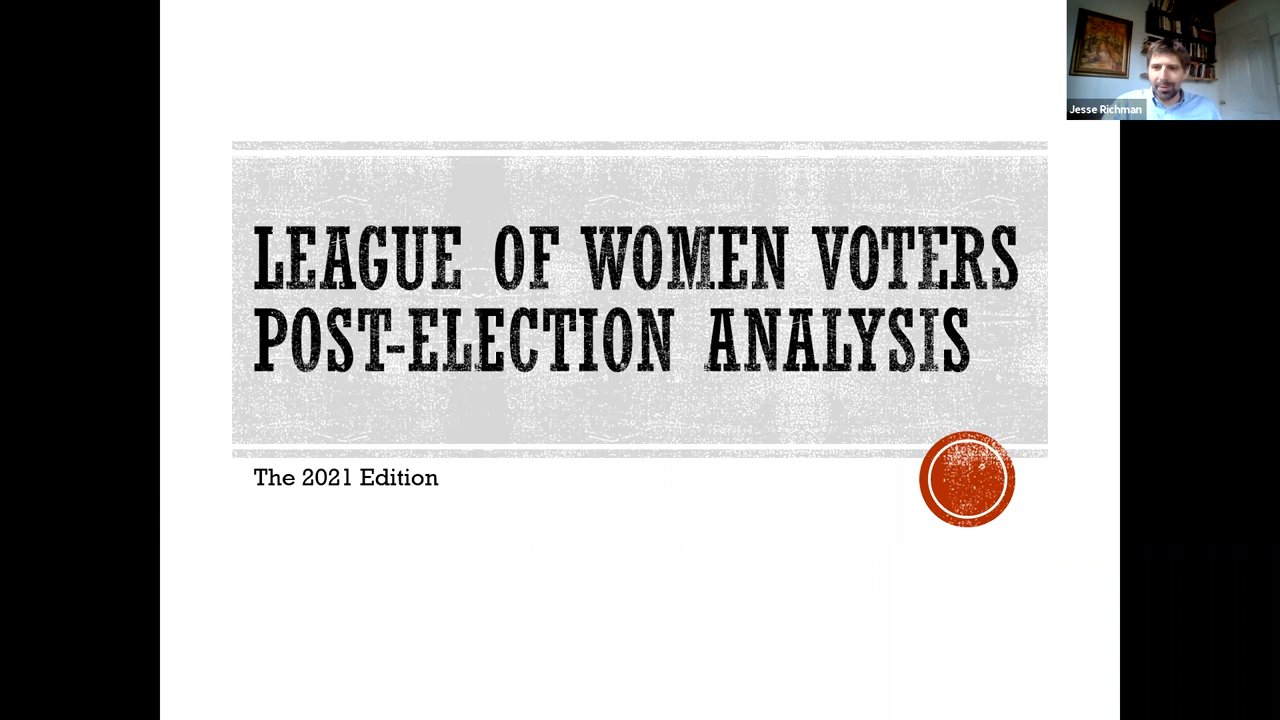 Jesse Richman
LEAGUE OF WOMEN VOTERS
POST-ELECTION ANALYSIS
The 2021 Edition